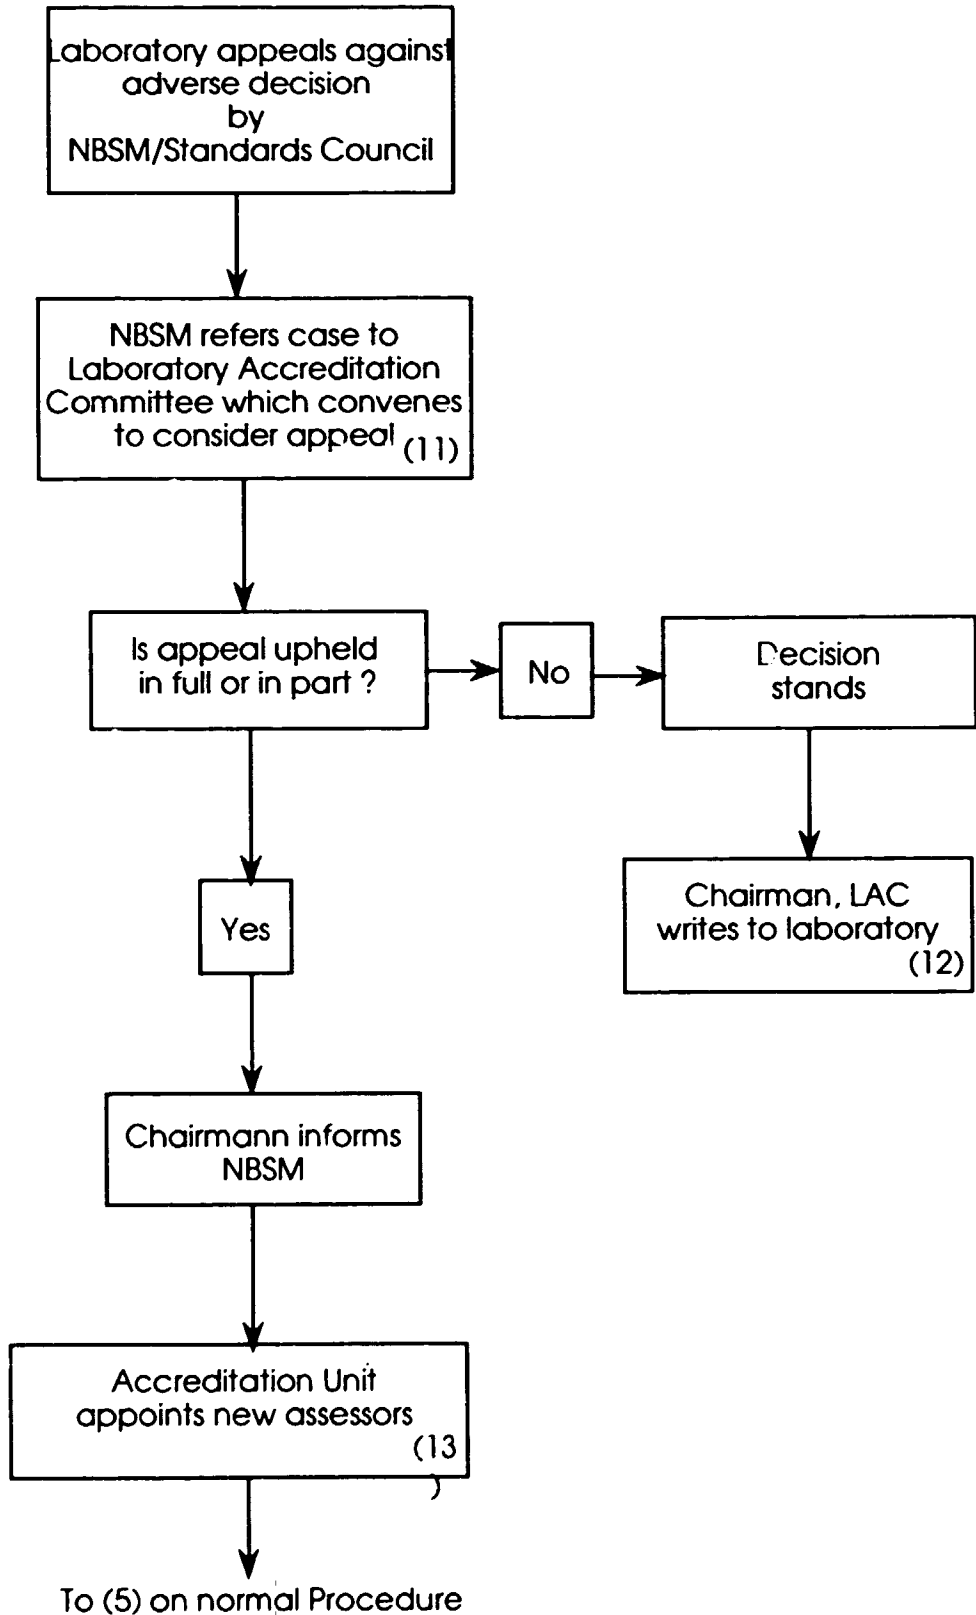 Laboratory appeals against
adverse decision
by
NBSM/Standards Council
NBSM refers case to
Laboratory Accreditation
Committee which convenes
to consider appeal
(11)
Is appeal upheld
in full or in part ?
No
Decision
stands
Chairman, LAC
writes to laboratory
(12)
Yes
Chairmann informs
NBSM
Accreditation Unit
appoints new assessors
(13
)
To (5) on normal Procedure